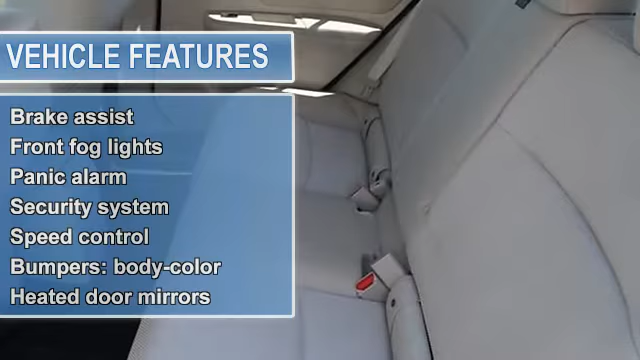 VEHICLE FEATURES
Brake assist
Front fog lights
Panic alarm
Security system
Speed control
Bumpers: body-color
Heated door mirrors